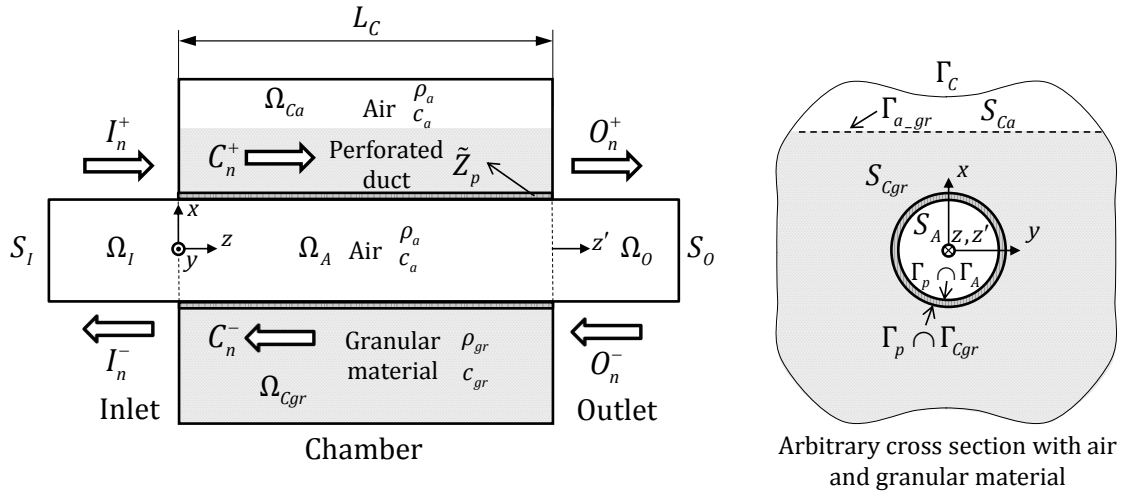 L_C
Ω_Ca Air ρ_a
c_a
I_n^+
C_n^+ Perforated
duct
Z̃_p
O_n^+
x
S_I Ω_I z Ω_A Air ρ_a
c_a
z' Ω_O S_O
y
I_n^-
C_n^- Granular
material
ρ_gr
c_gr
O_n^-
Ω_Cgr
Inlet
Outlet
Chamber
Γ_C
Γ_a_gr
S_Ca
x
S_Cgr
S_A
z, z'
y
Γ_p ∩ Γ_A
Γ_p ∩ Γ_Cgr
Arbitrary cross section with air
and granular material